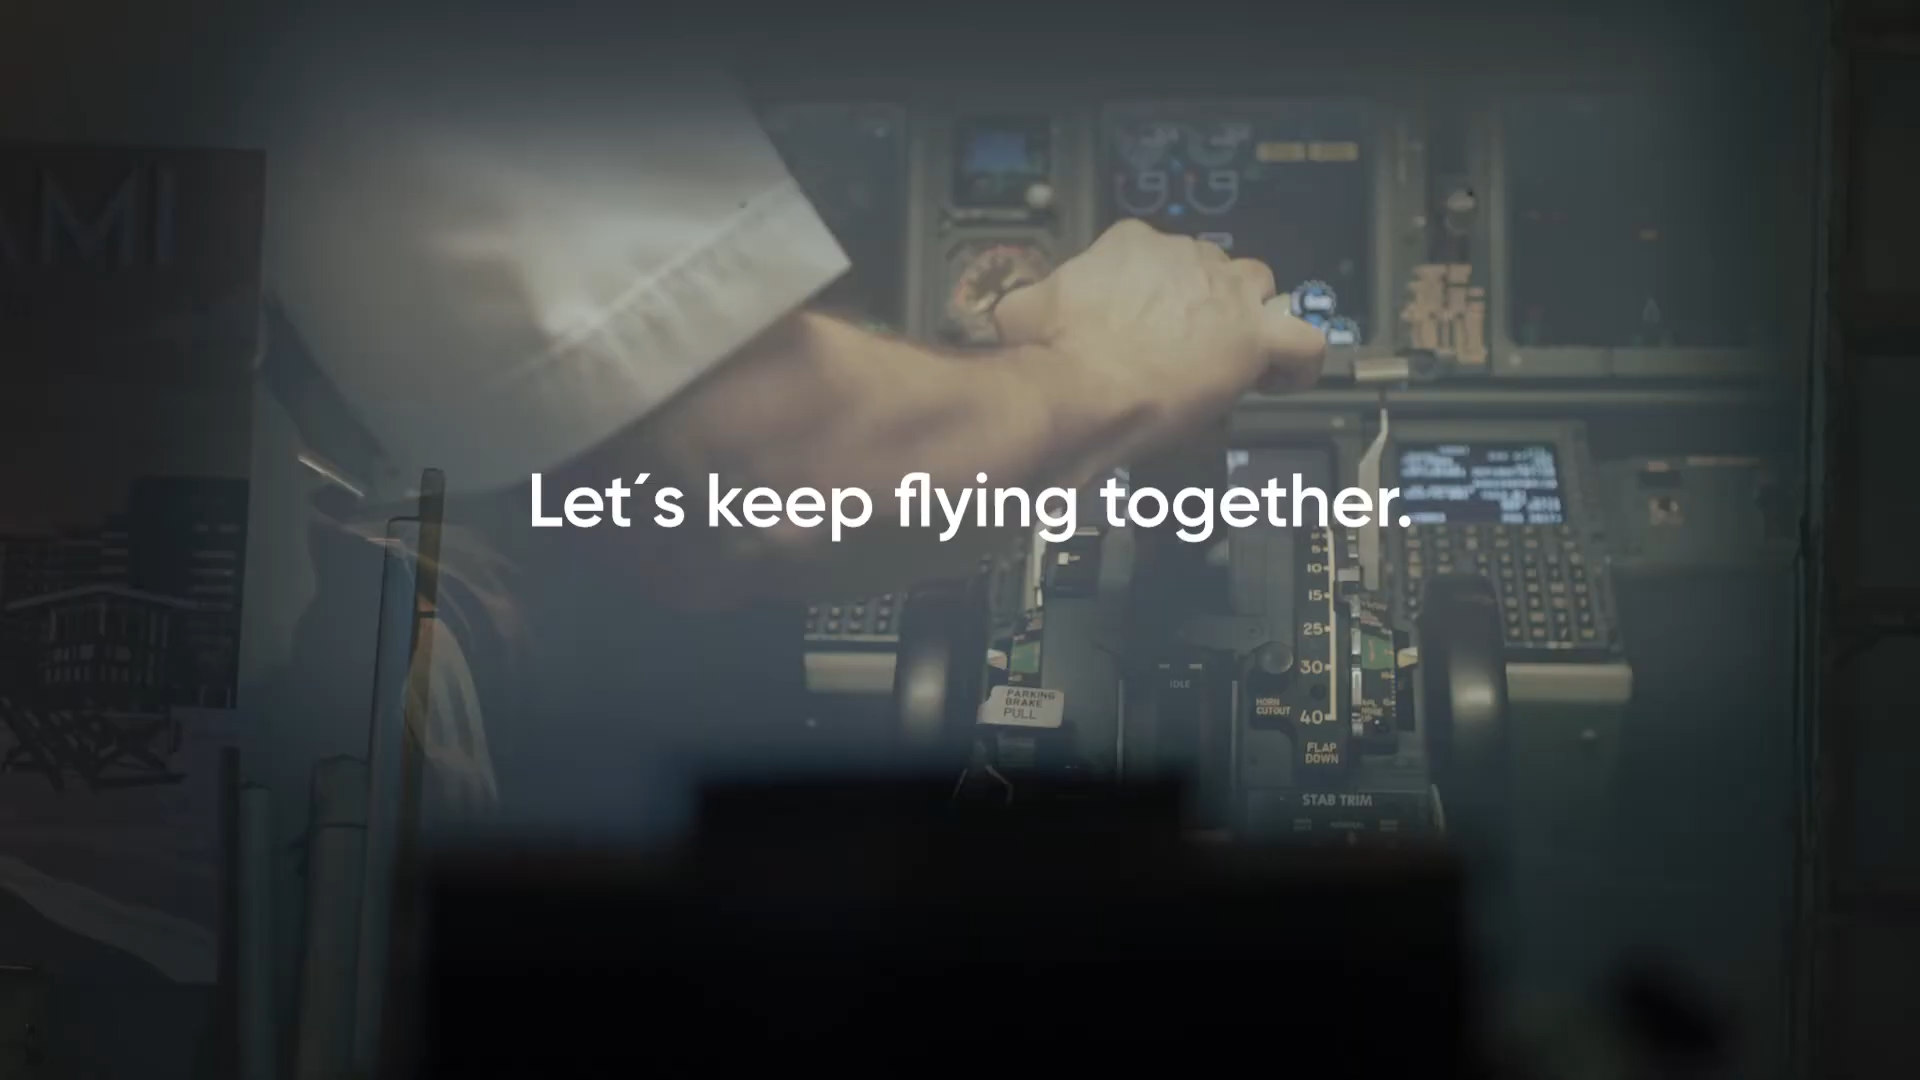 AMI
Let´s keep flying together.
5
10
15
25
30
40
PARKING
BRAKE
PULL
IDLE
HORN
CUTOUT
FLAP
DOWN
STAB TRIM